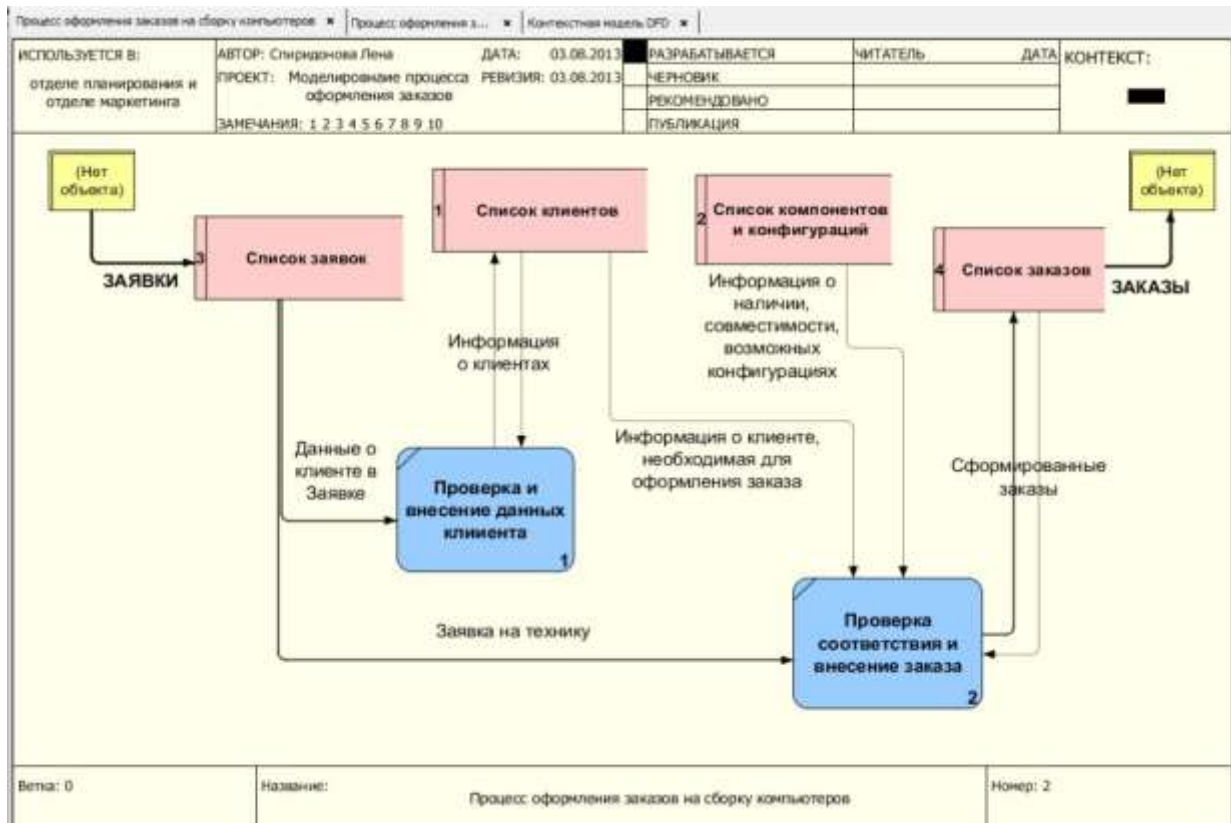 Процесс оформления заказов на сборку компьютеров × Процесс оформления з... × Контекстная модель DFD ×
ИСПОЛЬЗУЕТСЯ В:
отделе планирования и
отделе маркетинга
АВТОР: Спиридонова Лена ДАТА: 03.08.2013
ПРОЕКТ: Моделировнаие процесса РЕВИЗИЯ: 03.08.2013
оформления заказов
ЗАМЕЧАНИЯ: 1 2 3 4 5 6 7 8 9 10
РАЗРАБАТЫВАЕТСЯ
ЧЕРНОВИК
РЕКОМЕНДОВАНО
ПУБЛИКАЦИЯ
ЧИТАТЕЛЬ ДАТА
КОНТЕКСТ:
(Нет
объекта)
ЗАЯВКИ
3
Список заявок
1
Список клиентов
2
Список компонентов
и конфигураций
4
Список заказов
(Нет
объекта)
ЗАКАЗЫ
Информация
о клиентах
Информация о
наличии,
совместимости,
возможных
конфигурациях
Данные о
клиенте в
Заявке
Информация о клиенте,
необходимая для
оформления заказа
Сформированные
заказы
Проверка и
внесение данных
клииента
1
Заявка на технику
Проверка
соответствия и
внесение заказа
2
Ветка: 0
Название:
Процесс оформления заказов на сборку компьютеров
Номер: 2